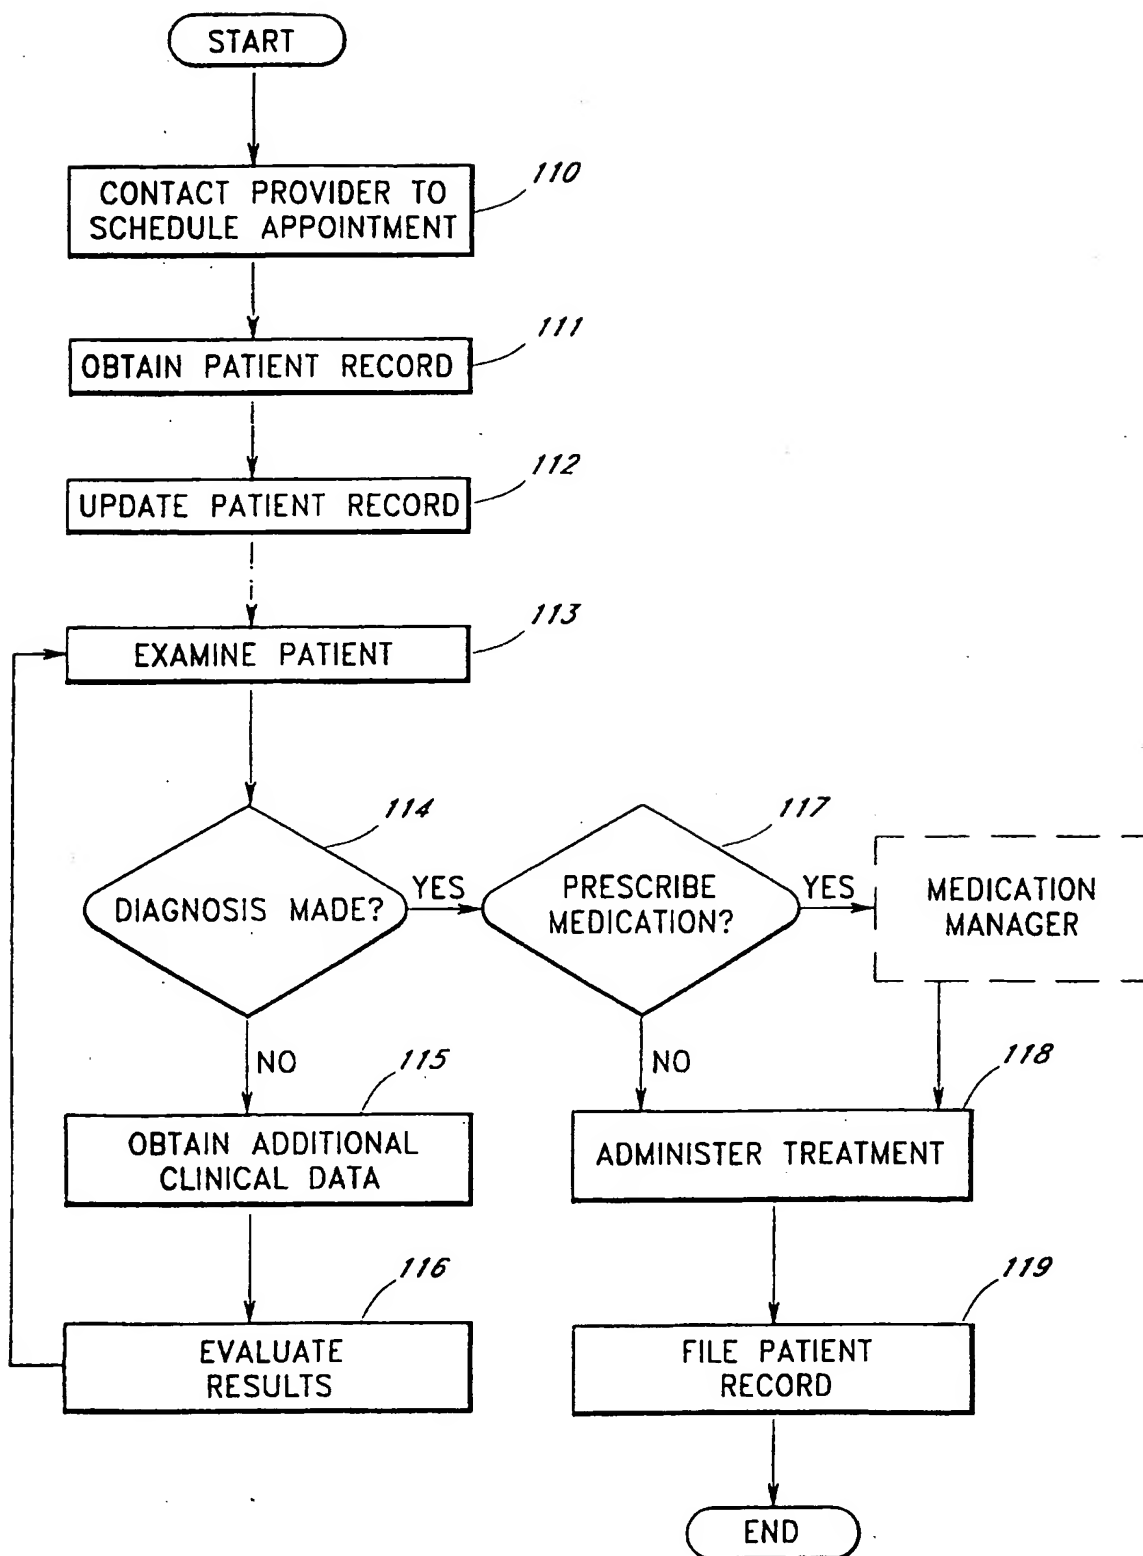 START
110
CONTACT PROVIDER TO
SCHEDULE APPOINTMENT
111
OBTAIN PATIENT RECORD
112
UPDATE PATIENT RECORD
113
EXAMINE PATIENT
114
DIAGNOSIS MADE?
YES
117
PRESCRIBE
MEDICATION?
YES
MEDICATION
MANAGER
NO
115
OBTAIN ADDITIONAL
CLINICAL DATA
NO
118
ADMINISTER TREATMENT
116
EVALUATE
RESULTS
119
FILE PATIENT
RECORD
END